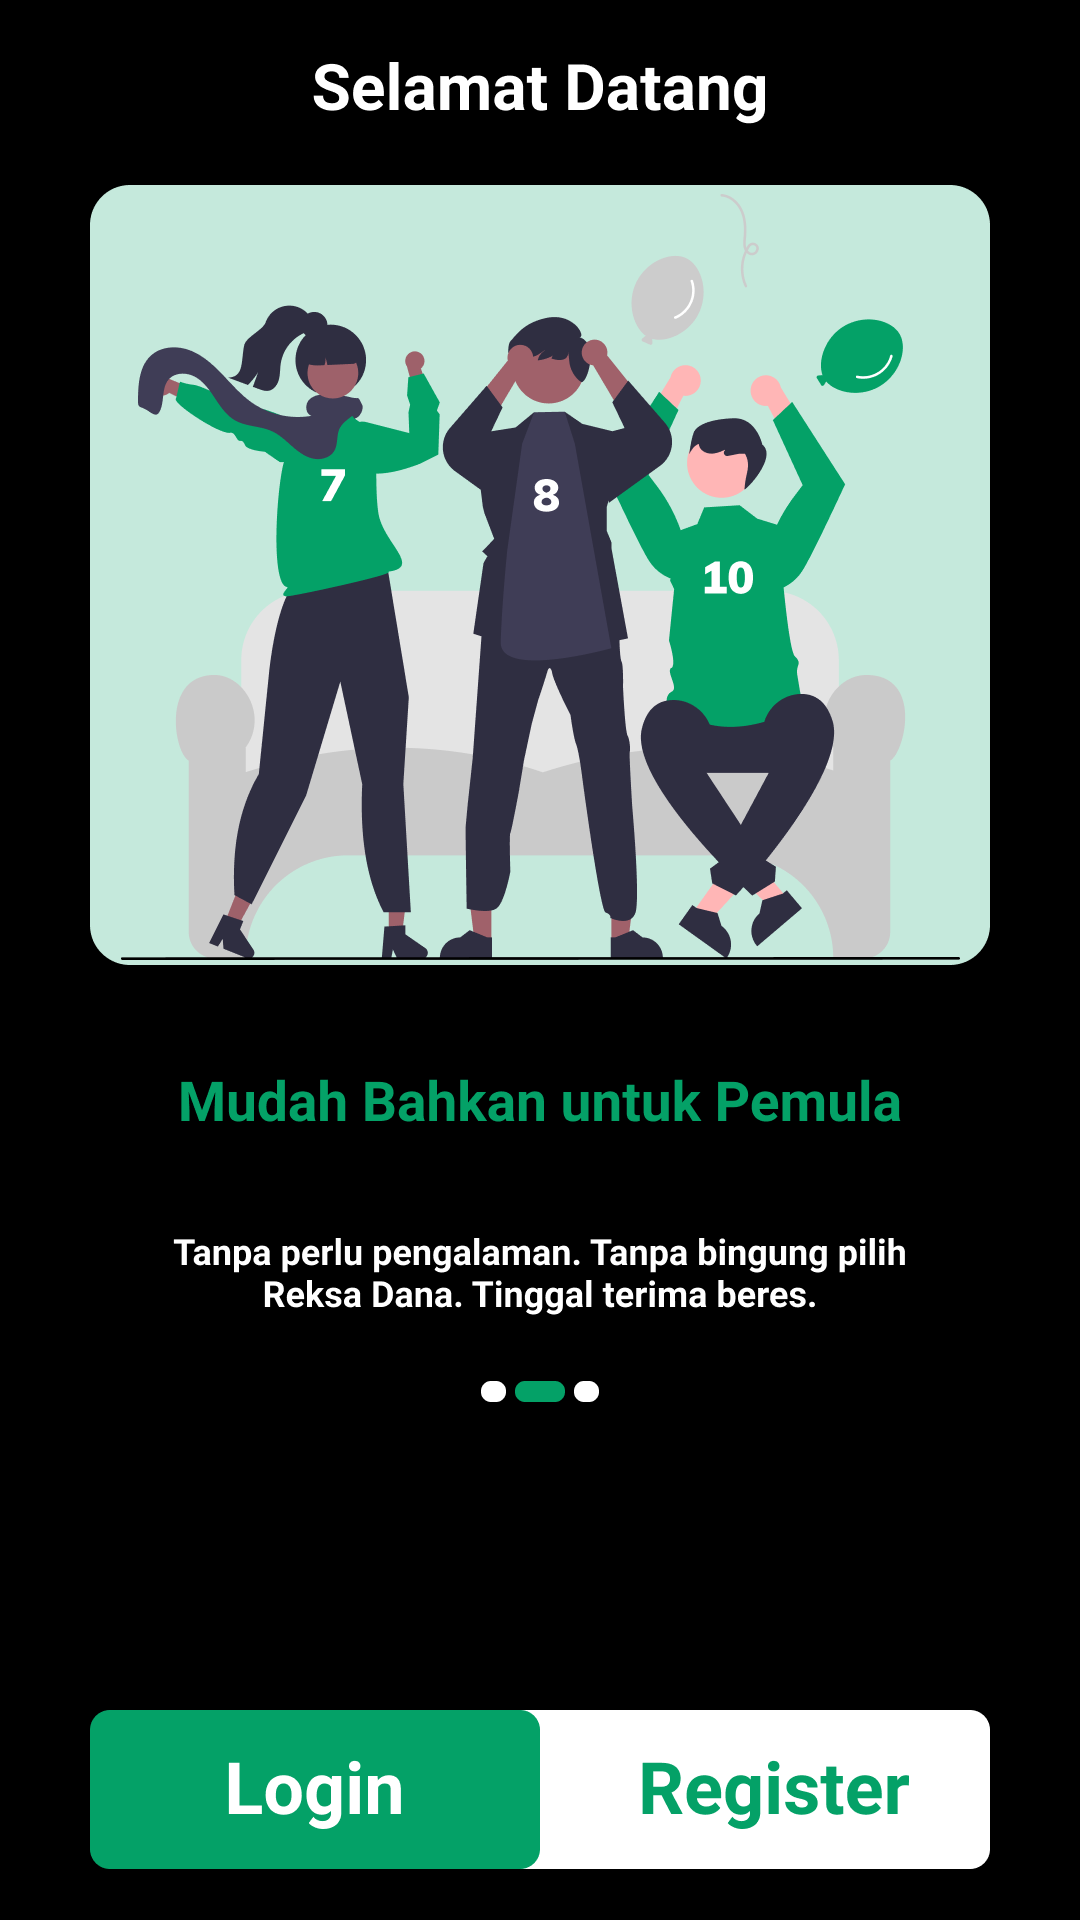 Selamat Datang
7
8
10
Mudah Bahkan untuk Pemula
Tanpa perlu pengalaman. Tanpa bingung pilih
Reksa Dana. Tinggal terima beres.
Login
Register